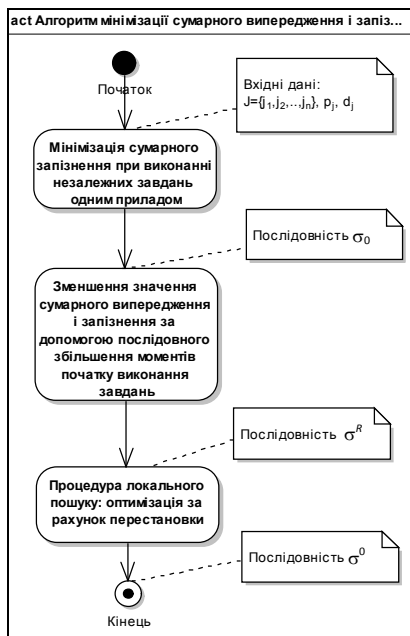 act Алгоритм мінімізації сумарного випередження і запіз...
Початок
Вхідні дані:
J={j₁,j₂,..,jₙ}, pⱼ, dⱼ
Мінімізація сумарного
запізнення при виконанні
незалежних завдань
одним приладом
Послідовність σ₀
Зменшення значення
сумарного випередження
і запізнення за
допомогою послідовного
збільшення моментів
початку виконання
завдань
Послідовність σᴿ
Процедура локального
пошуку: оптимізація за
рахунок перестановки
Послідовність σ⁰
Кінець